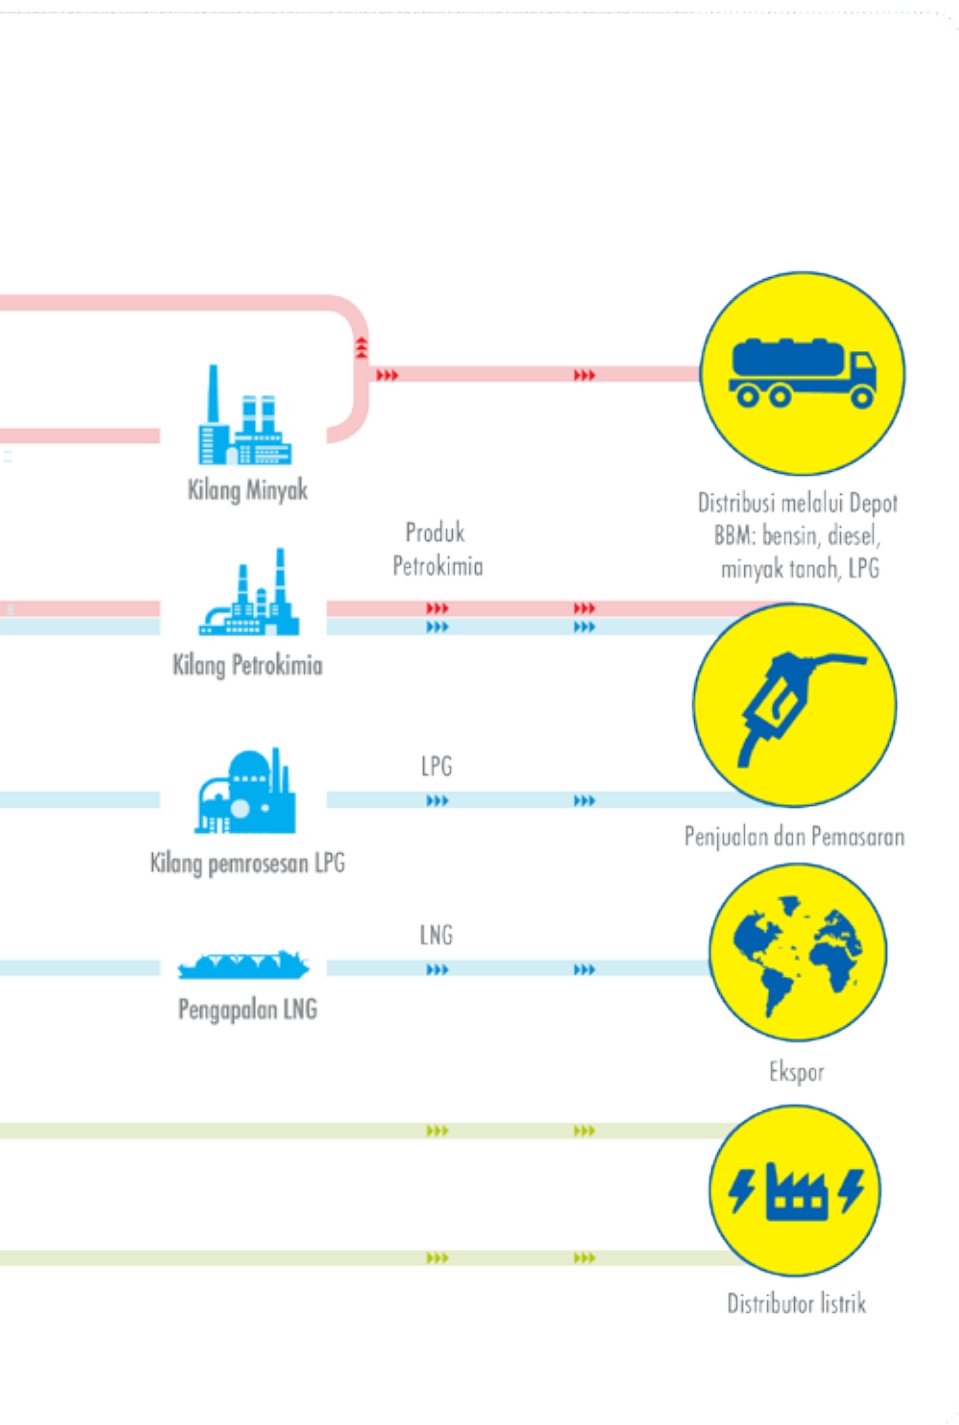 Kilang Minyak
Distribusi melalui Depot
BBM: bensin, diesel,
minyak tanah, LPG
Produk
Petrokimia
Kilang Petrokimia
LPG
Penjualan dan Pemasaran
Kilang pemrosesan LPG
LNG
Pengapalan LNG
Ekspor
Distributor listrik